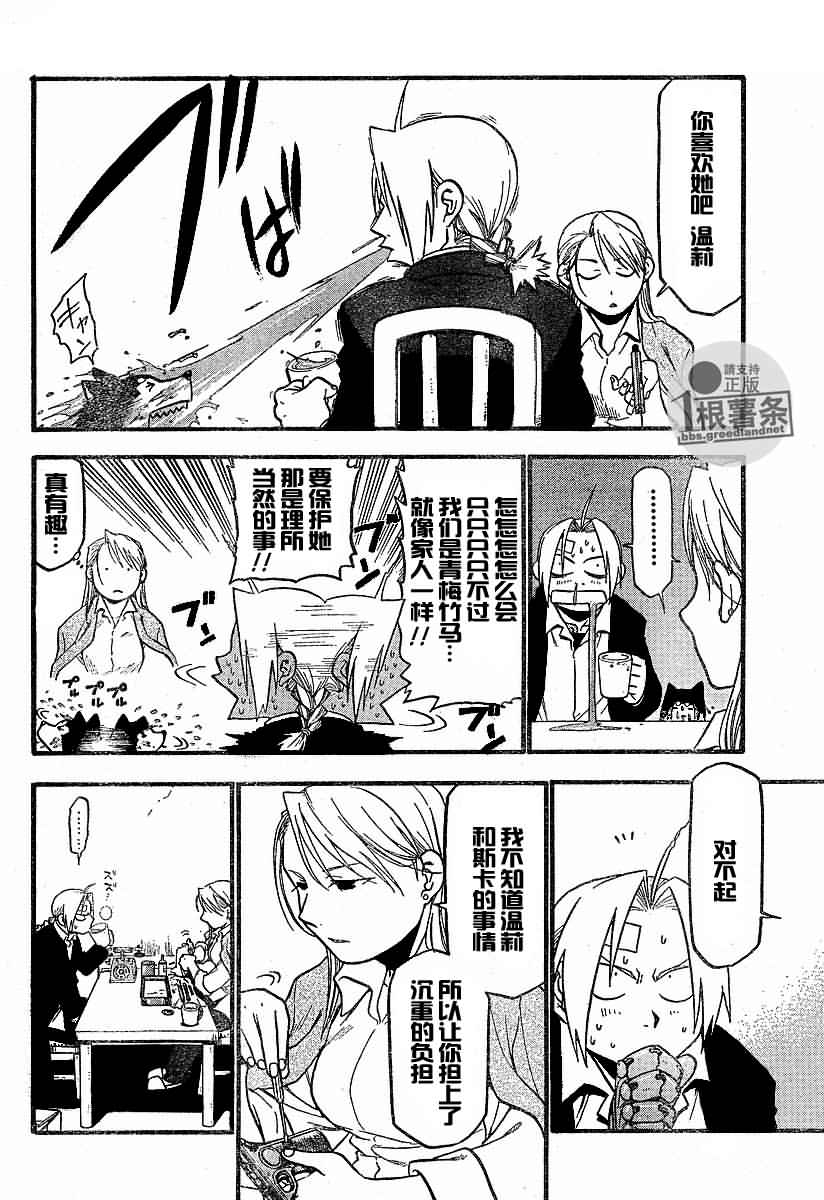 你喜欢她吧 温莉
ブ
ば
キャン
請支持
正版
1根薯条
bbs.greedland.net
………
怎怎怎怎么会
只只只只不过
我们是青梅竹马…
就像家人一样!!
要保护她
那是理所
当然的事!!
真有趣…
ブン
ブン
プル
プル
プル
对不起
我不知道温莉
和斯卡的事情
所以让你担上了
沉重的负担
……
ズズ…